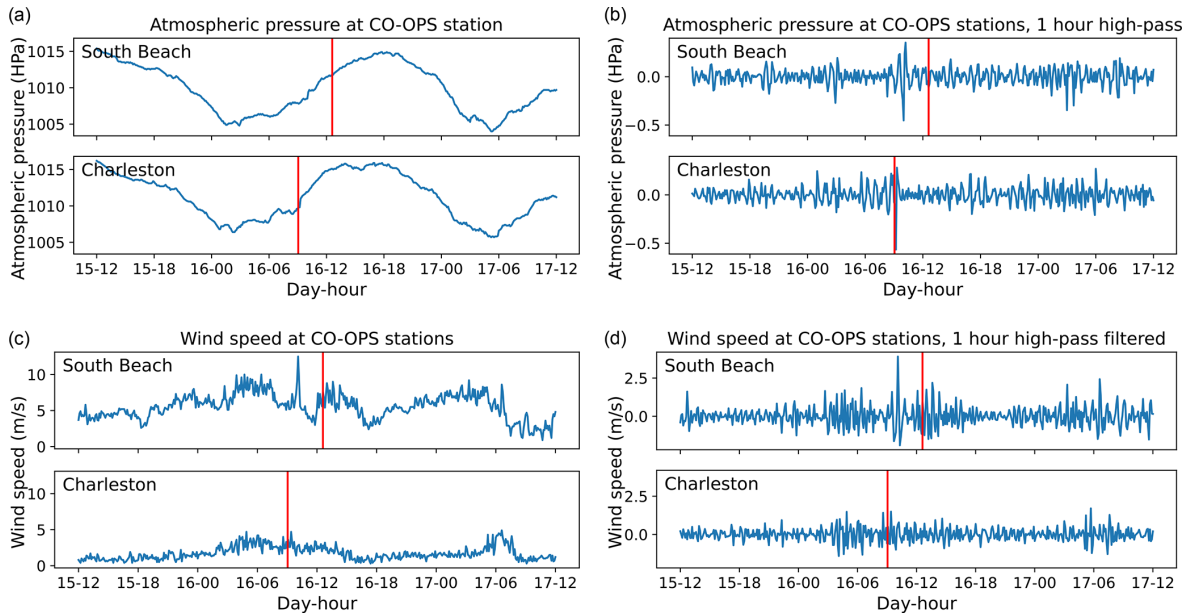 (a)
Atmospheric pressure at CO-OPS station
Atmospheric pressure (HPa)
South Beach
1015
1010
1005
Charleston
1015
1010
1005
15-12 15-18 16-00 16-06 16-12 16-18 17-00 17-06 17-12
Day-hour
(b)
Atmospheric pressure at CO-OPS stations, 1 hour high-pass
Atmospheric pressure (HPa)
South Beach
0.0
−0.5
Charleston
0.0
−0.5
15-12 15-18 16-00 16-06 16-12 16-18 17-00 17-06 17-12
Day-hour
(c)
Wind speed at CO-OPS stations
Wind speed (m/s)
South Beach
10
5
0
Charleston
10
5
0
15-12 15-18 16-00 16-06 16-12 16-18 17-00 17-06 17-12
Day-hour
(d)
Wind speed at CO-OPS stations, 1 hour high-pass filtered
Wind speed (m/s)
South Beach
2.5
0.0
Charleston
2.5
0.0
15-12 15-18 16-00 16-06 16-12 16-18 17-00 17-06 17-12
Day-hour